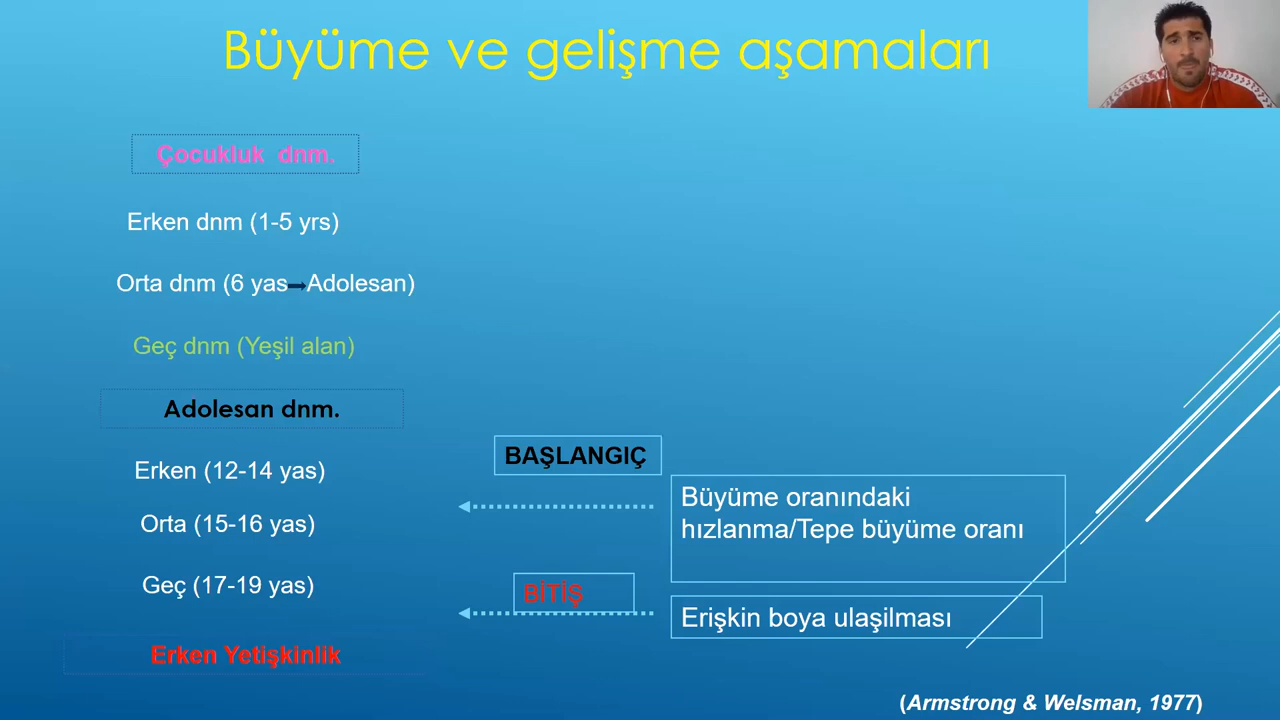 Büyüme ve gelişme aşamaları
Çocukluk dnm.
Erken dnm (1-5 yrs)
Orta dnm (6 yas➡Adolesan)
Geç dnm (Yeşil alan)
Adolesan dnm.
Erken (12-14 yas)
Orta (15-16 yas)
Geç (17-19 yas)
Erken Yetişkinlik
BAŞLANGIÇ
Büyüme oranındaki
hızlanma/Tepe büyüme oranı
BİTİŞ
Erişkin boya ulaşilması
(Armstrong & Welsman, 1977)